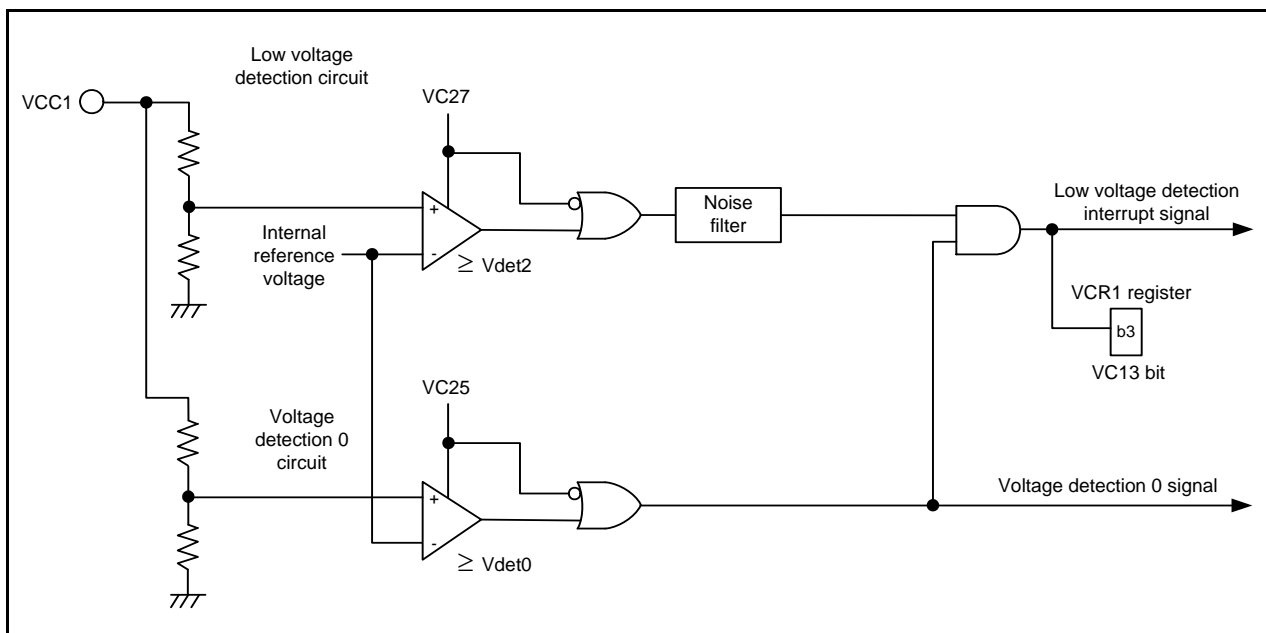 Low voltage
detection circuit
VCC1
VC27
+
-
≥ Vdet2
Internal
reference
voltage
Noise
filter
Low voltage detection
interrupt signal
VCR1 register
b3
VC13 bit
VC25
Voltage
detection 0
circuit
+
-
≥ Vdet0
Voltage detection 0 signal